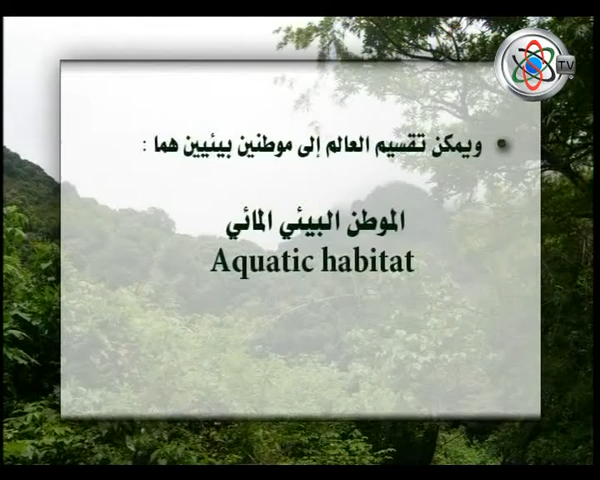 • ويمكن تقسيم العالم إلى موطنين بيئيين هما :
الموطن البيئي المائي
Aquatic habitat
TV